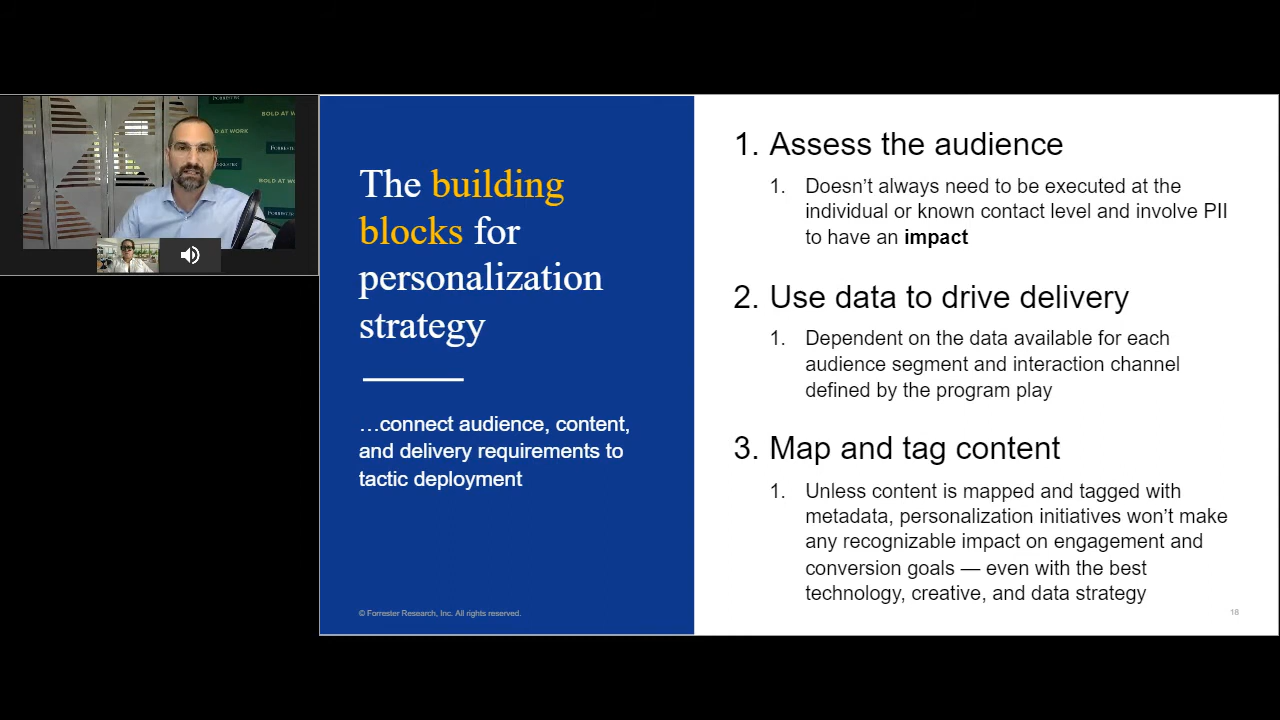 BOLD AT W
AT WORK
FORRESTER
BOLD AT W
FORRESTE
The building
blocks for
personalization
strategy
…connect audience, content,
and delivery requirements to
tactic deployment
© Forrester Research, Inc. All rights reserved.
1. Assess the audience
1. Doesn’t always need to be executed at the
individual or known contact level and involve PII
to have an impact
2. Use data to drive delivery
1. Dependent on the data available for each
audience segment and interaction channel
defined by the program play
3. Map and tag content
1. Unless content is mapped and tagged with
metadata, personalization initiatives won’t make
any recognizable impact on engagement and
conversion goals — even with the best
technology, creative, and data strategy
18